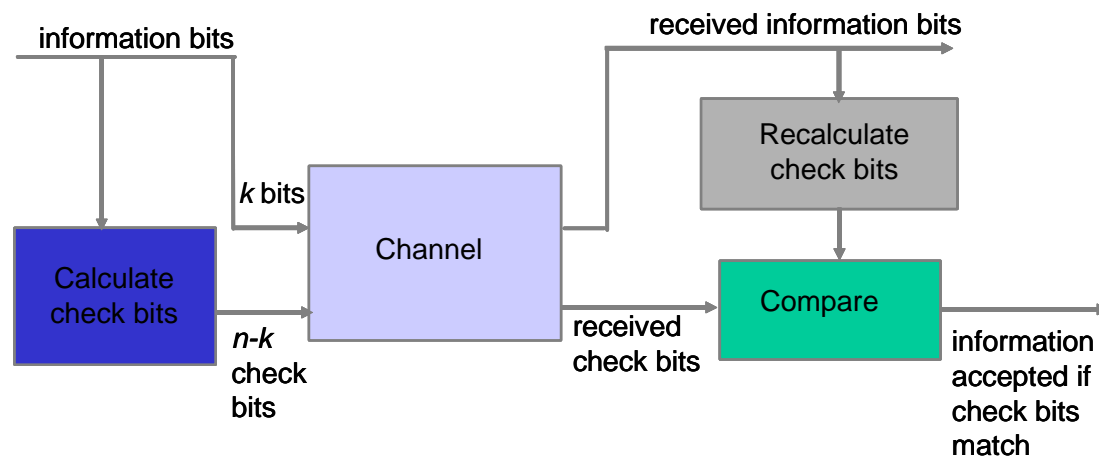 information bits
received information bits
Recalculate
check bits
k bits
Channel
Calculate
check bits
Compare
n-k
check
bits
received
check bits
information
accepted if
check bits
match